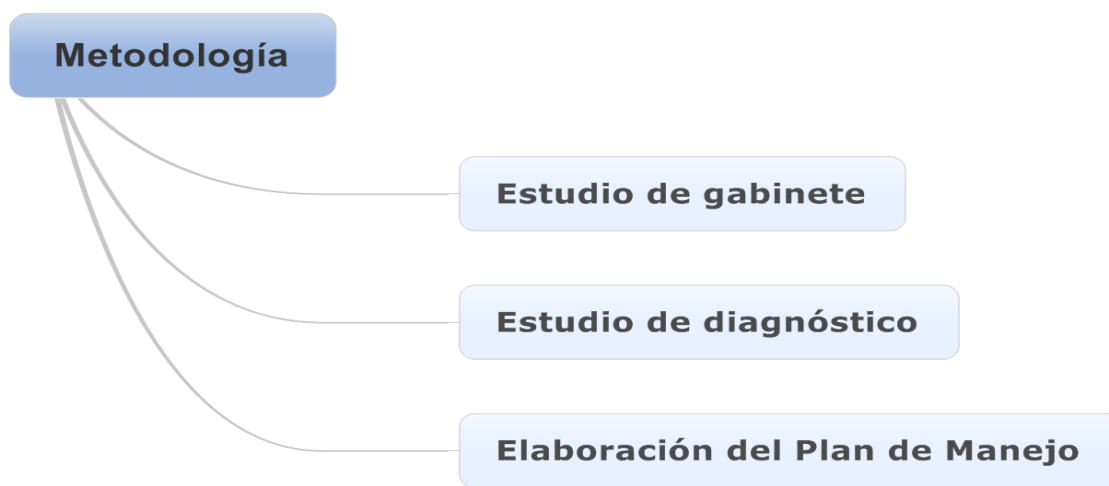 Metodología
Estudio de gabinete
Estudio de diagnóstico
Elaboración del Plan de Manejo